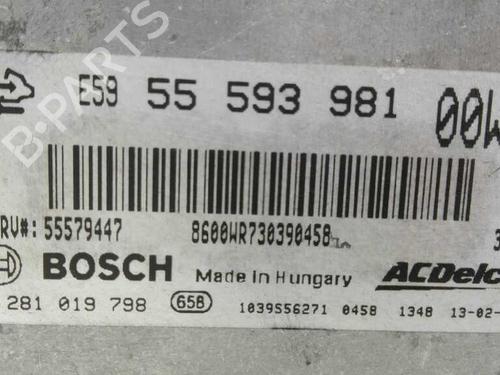 E59 55 593 981 00W
RV#: 55579447 8600WR730390458
BOSCH Made in Hungary ACDelc
281 019 798 658 1039S56271 0458 1348 13-02-
B-PARTS